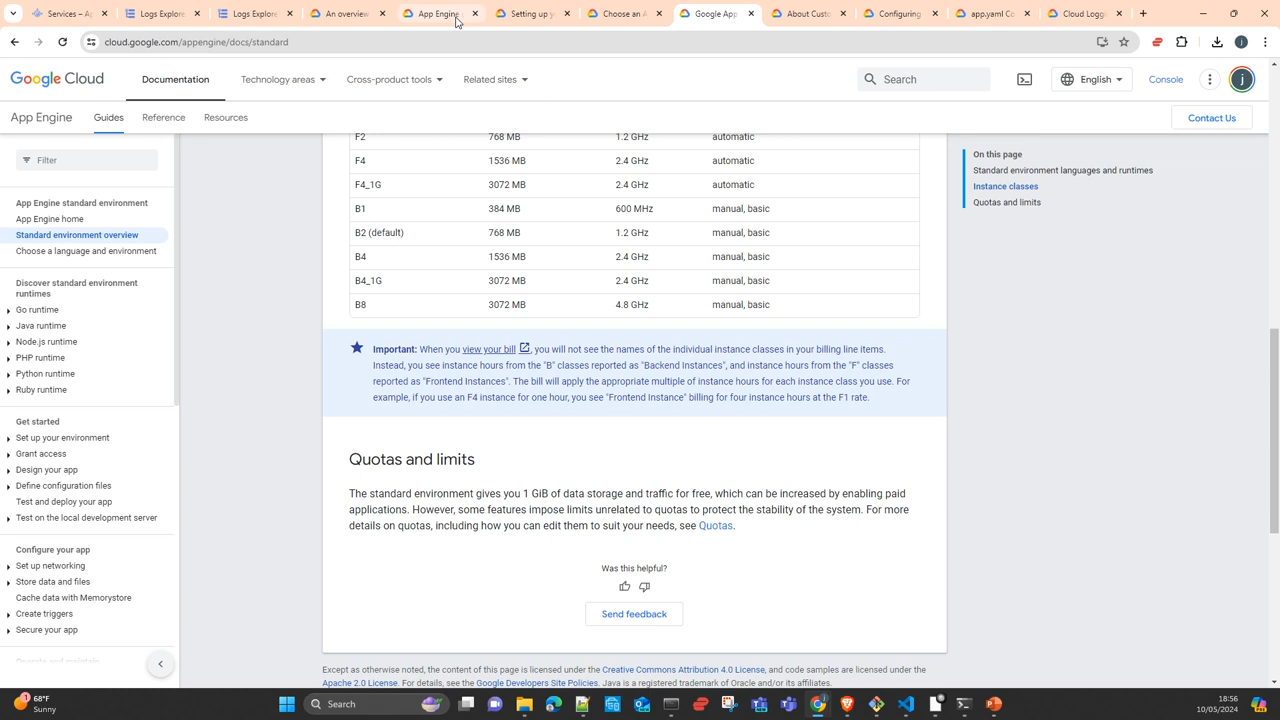 Services – Ap
Logs Explore
Logs Explore
An overview
App Engine
Setting up yo
Choose an A
Google App
About Custo
Configuring
app.yaml Co
Cloud Loggi
cloud.google.com/appengine/docs/standard
j
Google Cloud
Documentation
Technology areas
Cross-product tools
Related sites
Search
English
Console
j
App Engine
Guides
Reference
Resources
Contact Us
Filter
App Engine standard environment
App Engine home
Standard environment overview
Choose a language and environment
Discover standard environment
runtimes
Go runtime
Java runtime
Node.js runtime
PHP runtime
Python runtime
Ruby runtime
Get started
Set up your environment
Grant access
Design your app
Define configuration files
Test and deploy your app
Test on the local development server
Configure your app
Set up networking
Store data and files
Cache data with Memorystore
Create triggers
Secure your app
Operate and maintain
F2 768 MB 1.2 GHz automatic
F4 1536 MB 2.4 GHz automatic
F4_1G 3072 MB 2.4 GHz automatic
B1 384 MB 600 MHz manual, basic
B2 (default) 768 MB 1.2 GHz manual, basic
B4 1536 MB 2.4 GHz manual, basic
B4_1G 3072 MB 2.4 GHz manual, basic
B8 3072 MB 4.8 GHz manual, basic
Important: When you view your bill, you will not see the names of the individual instance classes in your billing line items.
Instead, you see instance hours from the "B" classes reported as "Backend Instances", and instance hours from the "F" classes
reported as "Frontend Instances". The bill will apply the appropriate multiple of instance hours for each instance class you use. For
example, if you use an F4 instance for one hour, you see "Frontend Instance" billing for four instance hours at the F1 rate.
Quotas and limits
The standard environment gives you 1 GiB of data storage and traffic for free, which can be increased by enabling paid
applications. However, some features impose limits unrelated to quotas to protect the stability of the system. For more
details on quotas, including how you can edit them to suit your needs, see Quotas.
Was this helpful?
Send feedback
Except as otherwise noted, the content of this page is licensed under the Creative Commons Attribution 4.0 License, and code samples are licensed under the
Apache 2.0 License. For details, see the Google Developers Site Policies. Java is a registered trademark of Oracle and/or its affiliates.
On this page
Standard environment languages and runtimes
Instance classes
Quotas and limits
68°F
Sunny
Search
18:56
10/05/2024